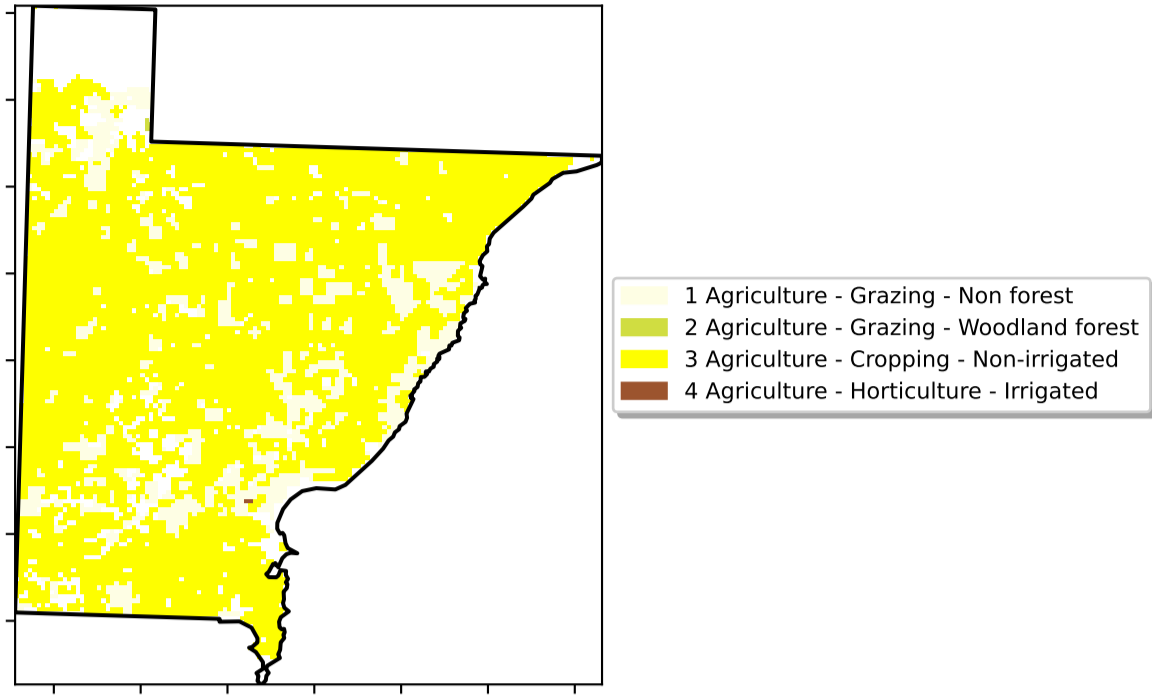 1 Agriculture - Grazing - Non forest
2 Agriculture - Grazing - Woodland forest
3 Agriculture - Cropping - Non-irrigated
4 Agriculture - Horticulture - Irrigated